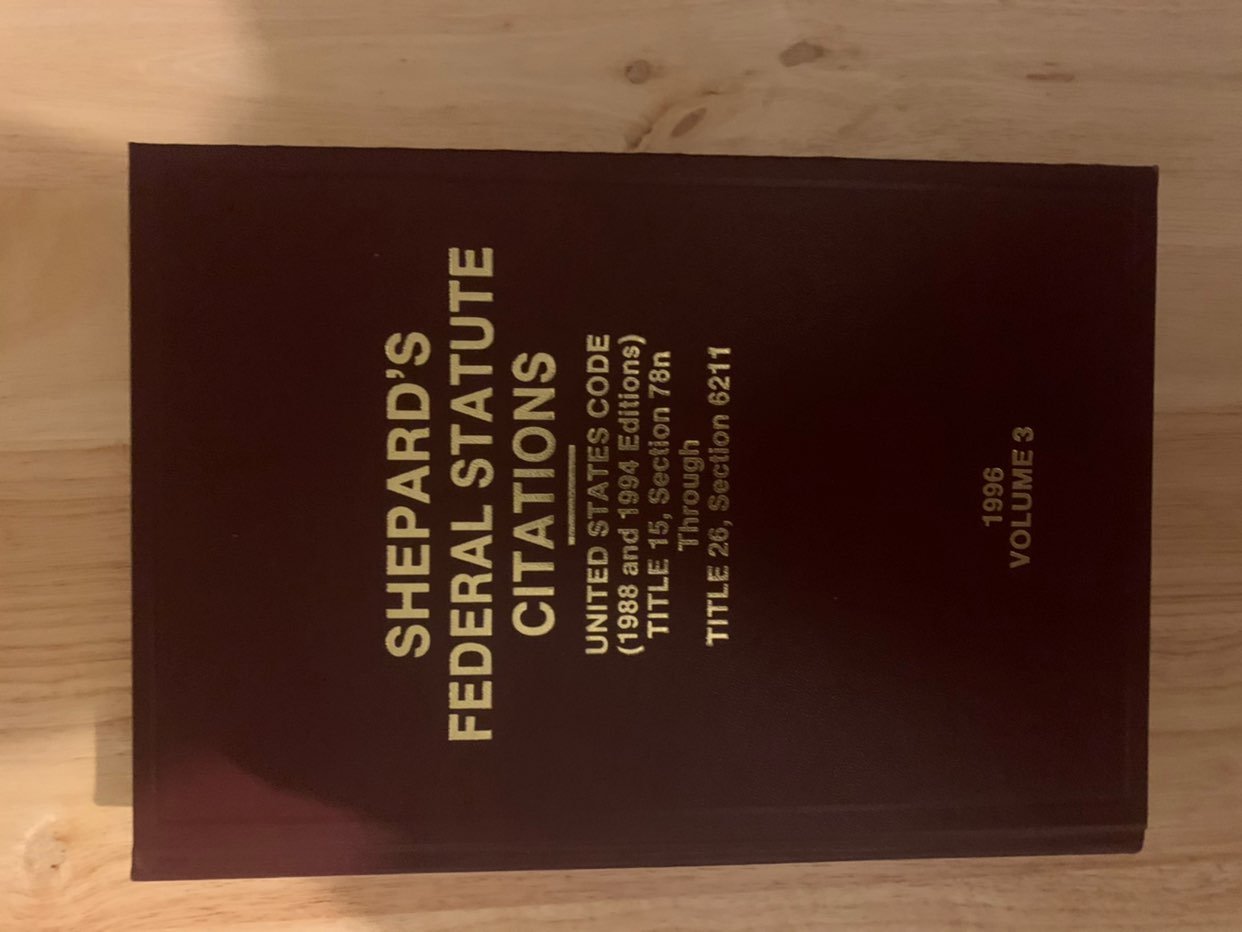 SHEPARD'S
FEDERAL STATUTE
CITATIONS
UNITED STATES CODE
(1988 and 1994 Editions)
TITLE 15, Section 78n
Through
TITLE 26, Section 6211
1996
VOLUME 3